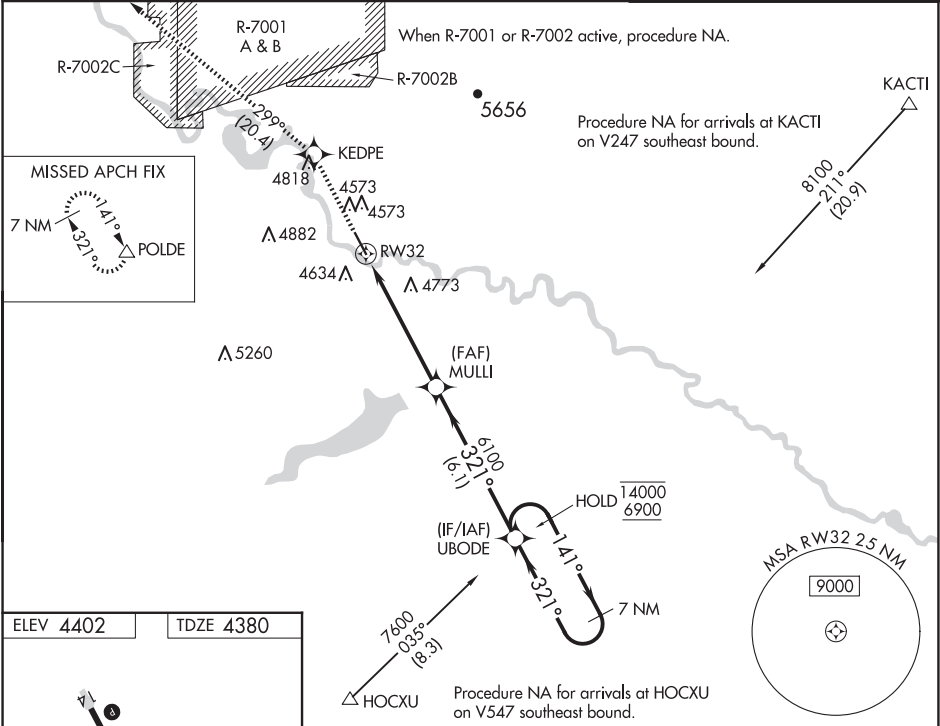 R-7001
A & B
When R-7001 or R-7002 active, procedure NA.
R-7002C
R-7002B
5656
KACTI
Procedure NA for arrivals at KACTI
on V247 southeast bound.
299°
(20.4)
KEDPE
4818
8100
211°
(20.9)
MISSED APCH FIX
7 NM
141°
321°
POLDE
4573
4573
4882
RW32
4634
4773
5260
(FAF)
MULLI
6100
321°
(6.1)
HOLD 14000
6900
(IF/IAF)
UBODE
141°
321°
7 NM
MSA RW32 25 NM
9000
ELEV 4402
TDZE 4380
7600
035°
(8.3)
HOCXU
Procedure NA for arrivals at HOCXU
on V547 southeast bound.
14
P